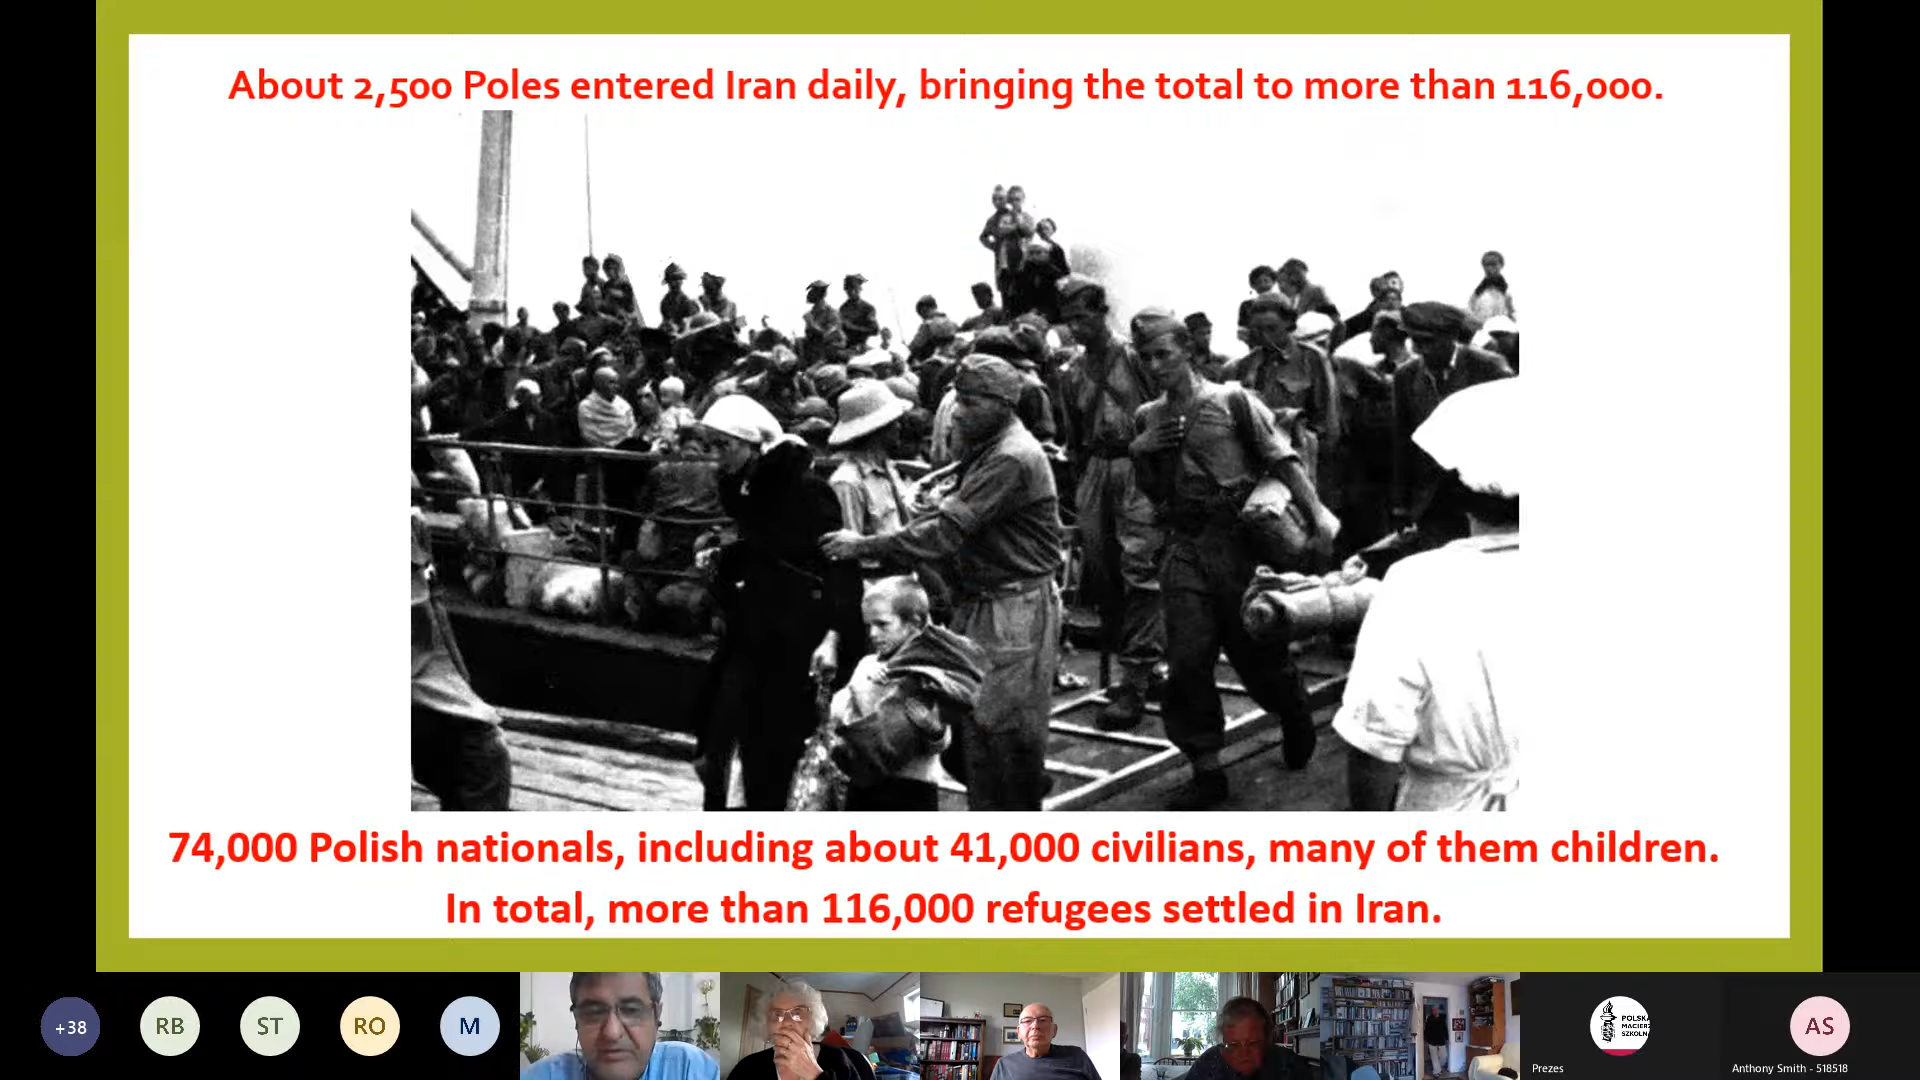 About 2,500 Poles entered Iran daily, bringing the total to more than 116,000.
74,000 Polish nationals, including about 41,000 civilians, many of them children.
In total, more than 116,000 refugees settled in Iran.
+38
RB
ST
RO
M
POLSKA
MACIERZ
SZKOLNA
Prezes
AS
Anthony Smith - 518518